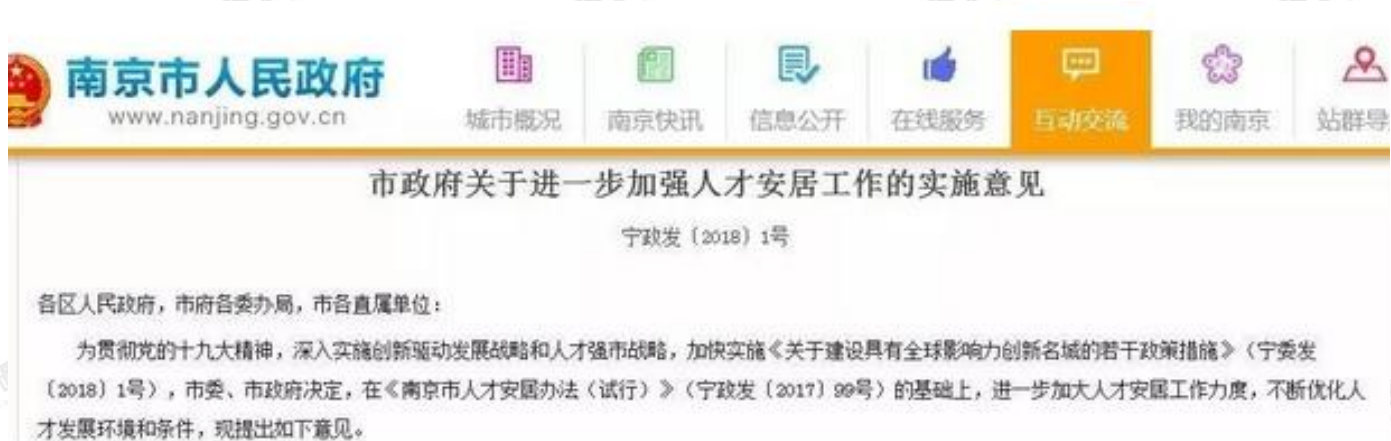 南京市人民政府
www.nanjing.gov.cn
城市概况 南京快讯 信息公开 在线服务 互动交流 我的南京 站群导
市政府关于进一步加强人才安居工作的实施意见
宁政发〔2018〕1号
各区人民政府，市府各委办局，市各直属单位：
为贯彻党的十九大精神，深入实施创新驱动发展战略和人才强市战略，加快实施《关于建设具有全球影响力创新名城的若干政策措施》（宁委发
〔2018〕1号），市委、市政府决定，在《南京市人才安居办法（试行）》（宁政发〔2017〕99号）的基础上，进一步加大人才安居工作力度，不断优化人
才发展环境和条件，现提出如下意见。